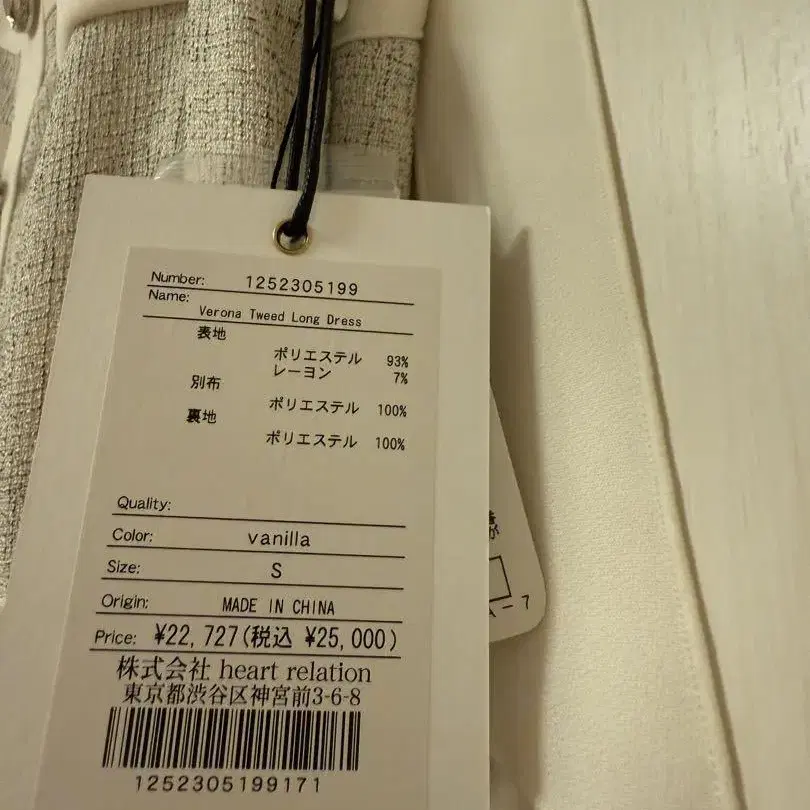 Number: 1252305199
Name:
Verona Tweed Long Dress
表地
ポリエステル 93%
レーヨン 7%
別布
ポリエステル 100%
裏地
ポリエステル 100%
Quality:
Color: vanilla
Size: S
Origin: MADE IN CHINA
Price: ¥22,727(税込 ¥25,000)
株式会社 heart relation
東京都渋谷区神宮前3-6-8
1252305199171
が
A-7